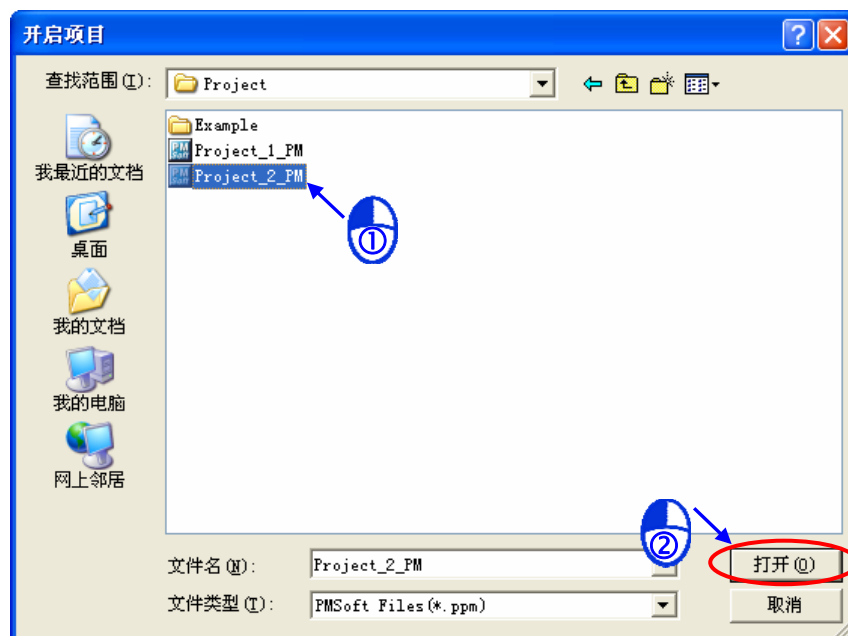 开启项目
查找范围(I):
Project
Example
Project_1_PM
Project_2_PM
①
我最近的文档
桌面
我的文档
我的电脑
网上邻居
②
文件名(N):
Project_2_PM
打开(O)
文件类型(T):
PMSoft Files(*.ppm)
取消